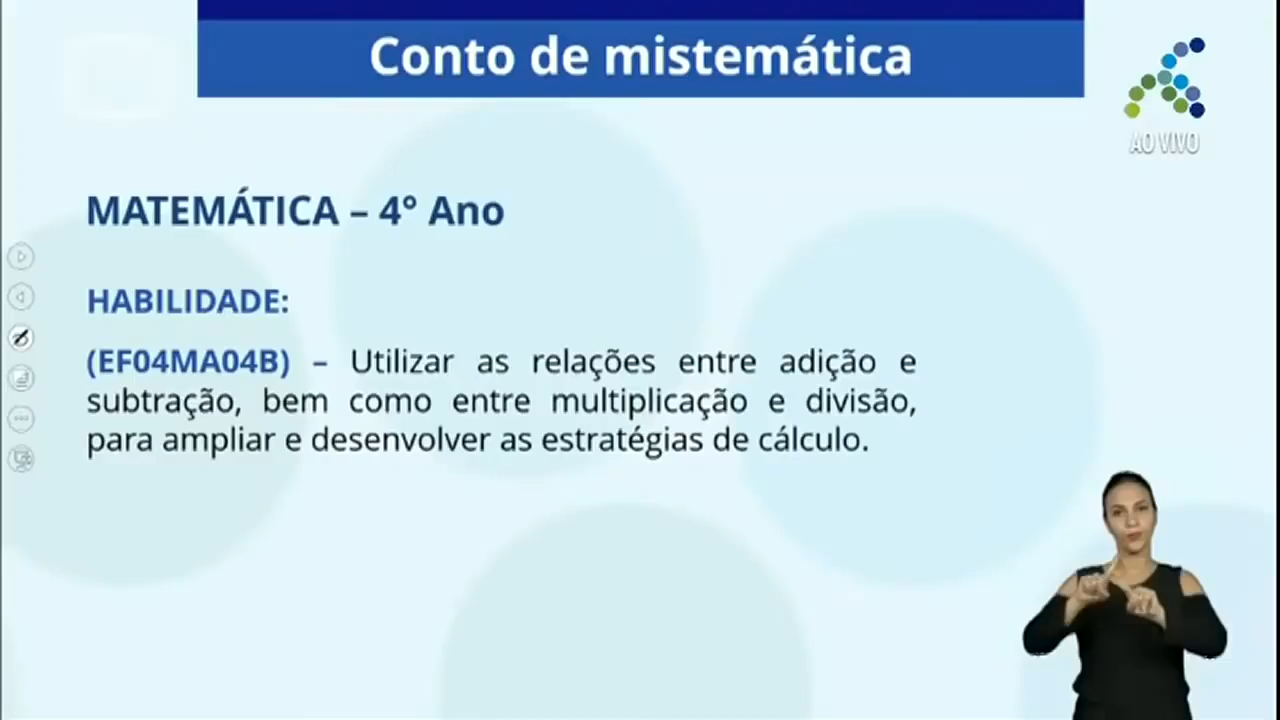 Conto de mistemática
AO VIVO
MATEMÁTICA – 4° Ano
HABILIDADE:
(EF04MA04B) – Utilizar as relações entre adição e
subtração, bem como entre multiplicação e divisão,
para ampliar e desenvolver as estratégias de cálculo.